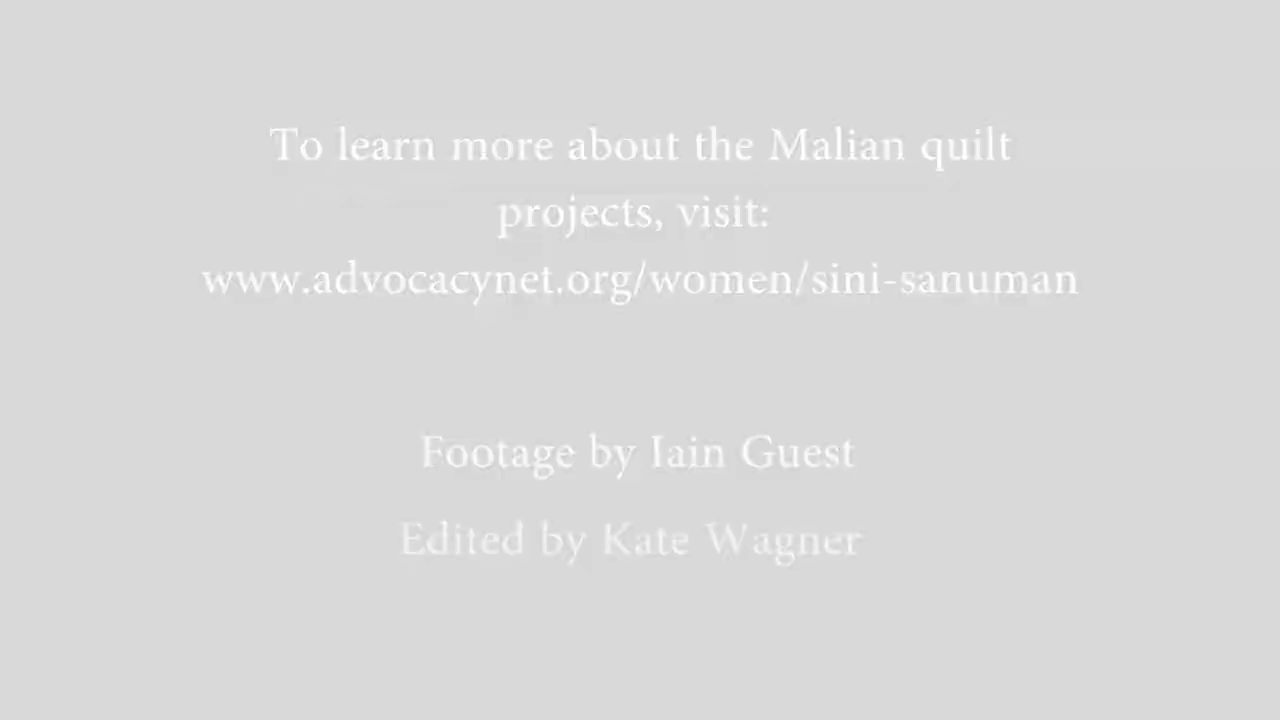 To learn more about the Malian quilt
projects, visit:
www.advocacynet.org/women/sini-sanuman
Footage by Iain Guest
Edited by Kate Wagner